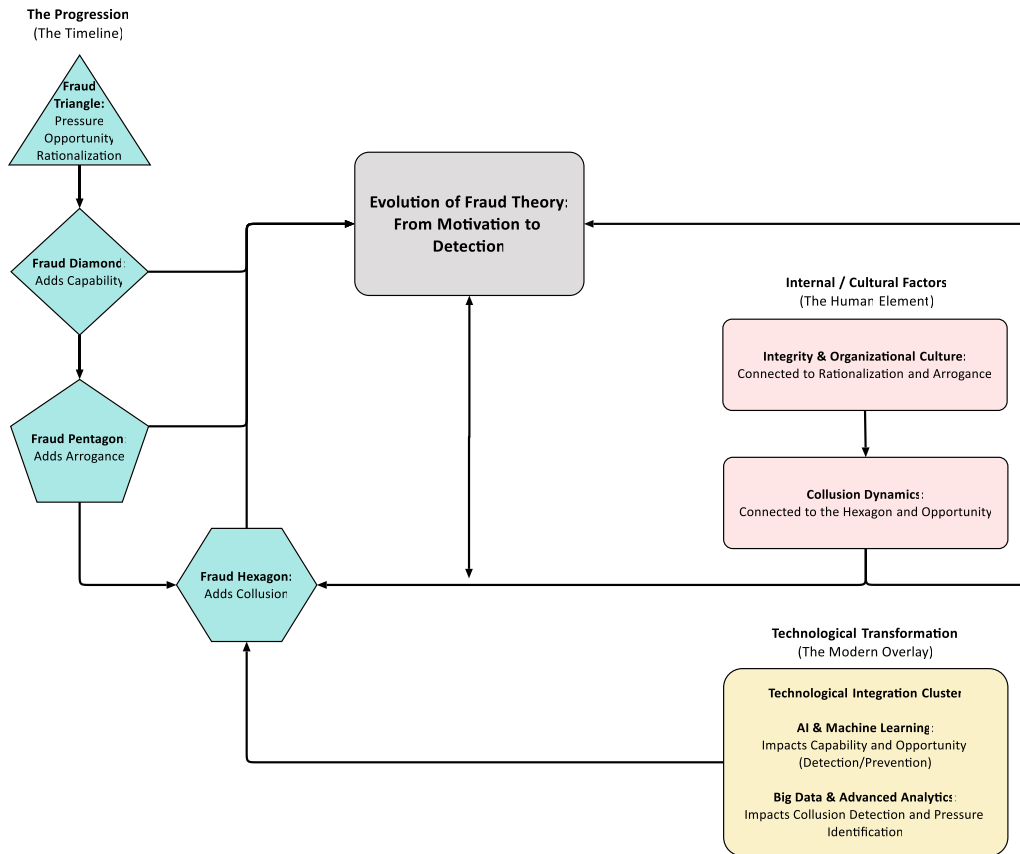 The Progression
(The Timeline)
Fraud
Triangle:
Pressure
Opportunity
Rationalization
Fraud Diamond:
Adds Capability
Fraud Pentagon:
Adds Arrogance
Fraud Hexagon:
Adds Collusion
Evolution of Fraud Theory:
From Motivation to
Detection
Internal / Cultural Factors
(The Human Element)
Integrity & Organizational Culture:
Connected to Rationalization and Arrogance
Collusion Dynamics:
Connected to the Hexagon and Opportunity
Technological Transformation
(The Modern Overlay)
Technological Integration Cluster
AI & Machine Learning:
Impacts Capability and Opportunity
(Detection/Prevention)
Big Data & Advanced Analytics:
Impacts Collusion Detection and Pressure
Identification